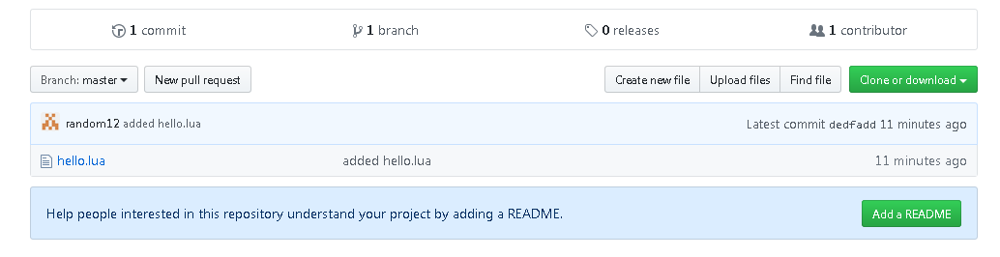 1 commit 1 branch 0 releases 1 contributor
Branch: master New pull request Create new file Upload files Find file Clone or download
random12 added hello.lua Latest commit dedfadd 11 minutes ago
hello.lua added hello.lua 11 minutes ago
Help people interested in this repository understand your project by adding a README. Add a README